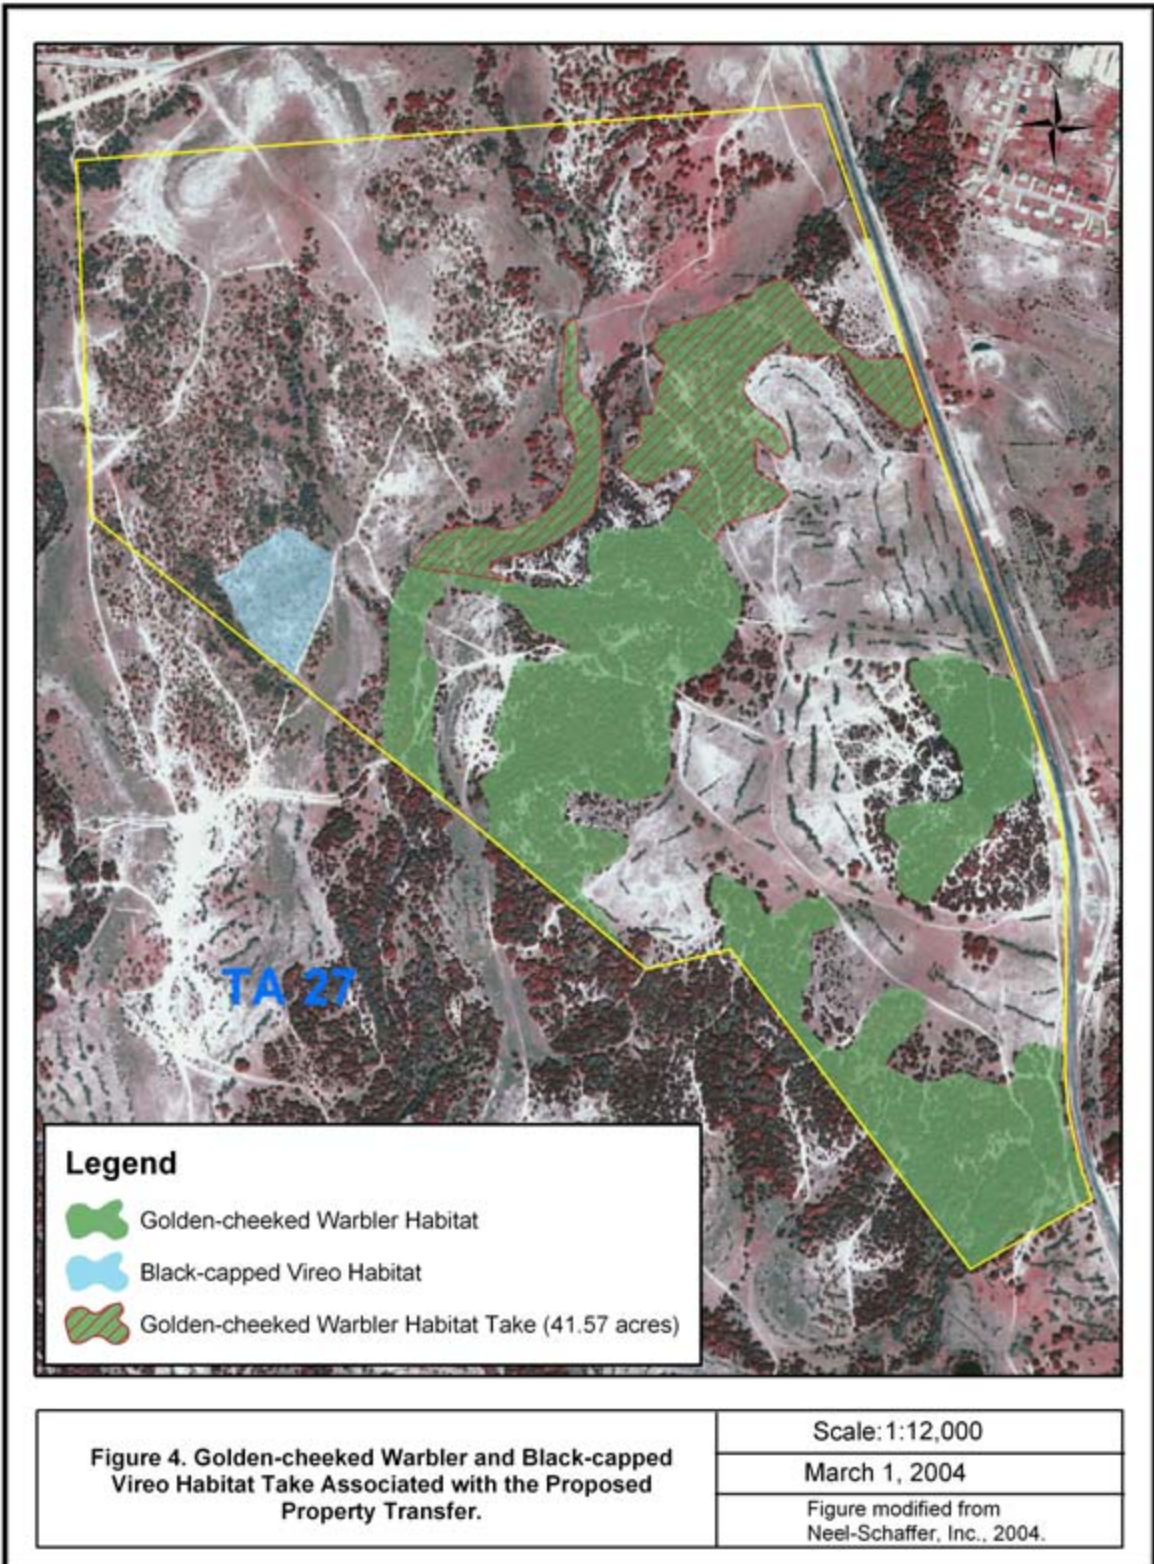 TA 27
Legend
Golden-cheeked Warbler Habitat
Black-capped Vireo Habitat
Golden-cheeked Warbler Habitat Take (41.57 acres)
Figure 4. Golden-cheeked Warbler and Black-capped
Vireo Habitat Take Associated with the Proposed
Property Transfer.
Scale:1:12,000
March 1, 2004
Figure modified from
Neel-Schaffer, Inc., 2004.